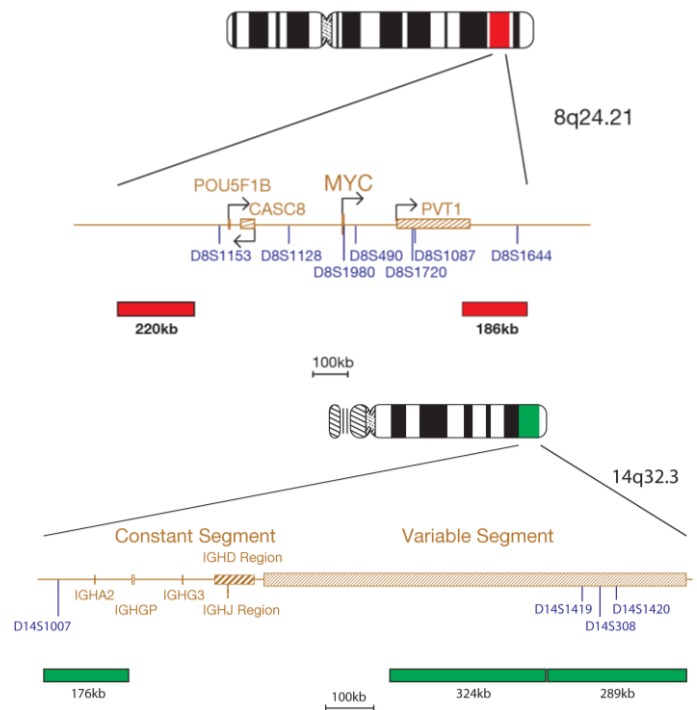 8q24.21
MYC
POU5F1B
CASC8
PVT1
D8S1153
D8S1128
D8S490
D8S1087
D8S1644
D8S1980
D8S1720
220kb
186kb
100kb
14q32.3
Constant Segment
Variable Segment
IGHD Region
IGHA2
IGHG3
IGHGP
IGHJ Region
D14S1007
D14S1419
D14S1420
D14S308
176kb
324kb
289kb
100kb